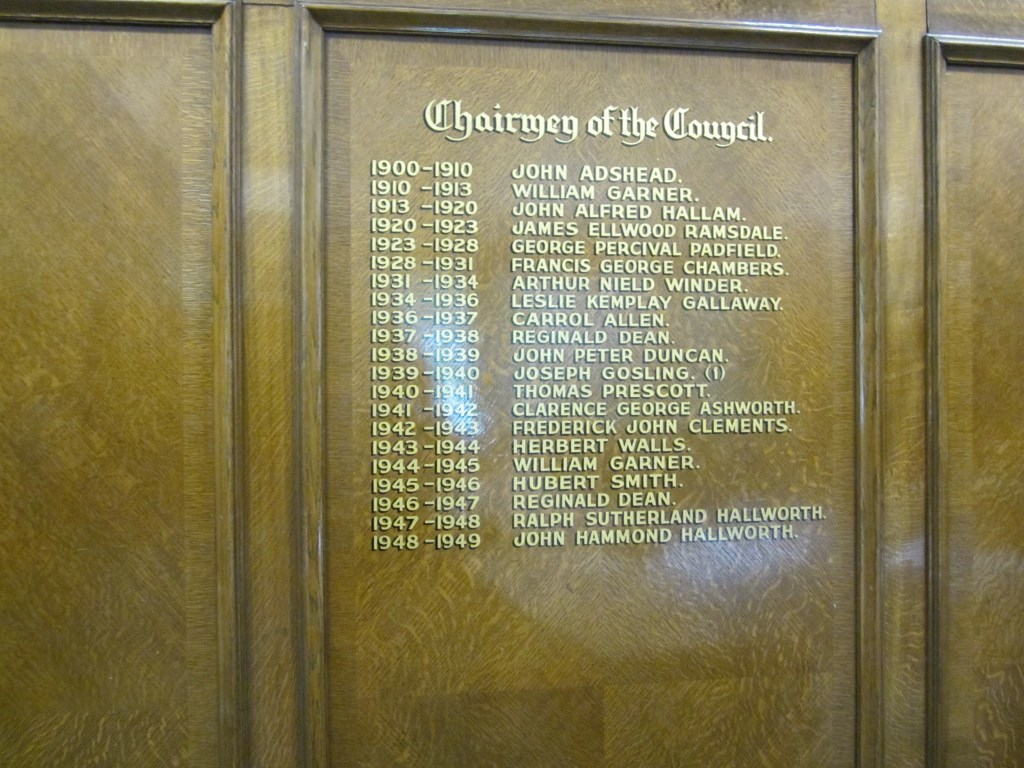 Chairmen of the Council.
1900-1910 JOHN ADSHEAD.
1910-1913 WILLIAM GARNER.
1913-1920 JOHN ALFRED HALLAM.
1920-1923 JAMES ELLWOOD RAMSDALE.
1923-1928 GEORGE PERCIVAL PADFIELD.
1928-1931 FRANCIS GEORGE CHAMBERS.
1931-1934 ARTHUR NIELD WINDER.
1934-1936 LESLIE KEMPLAY GALLAWAY.
1936-1937 CARROL ALLEN.
1937-1938 REGINALD DEAN.
1938-1939 JOHN PETER DUNCAN.
1939-1940 JOSEPH GOSLING. (1)
1940-1941 THOMAS PRESCOTT.
1941-1942 CLARENCE GEORGE ASHWORTH.
1942-1943 FREDERICK JOHN CLEMENTS.
1943-1944 HERBERT WALLS.
1944-1945 WILLIAM GARNER.
1945-1946 HUBERT SMITH.
1946-1947 REGINALD DEAN.
1947-1948 RALPH SUTHERLAND HALLWORTH.
1948-1949 JOHN HAMMOND HALLWORTH.